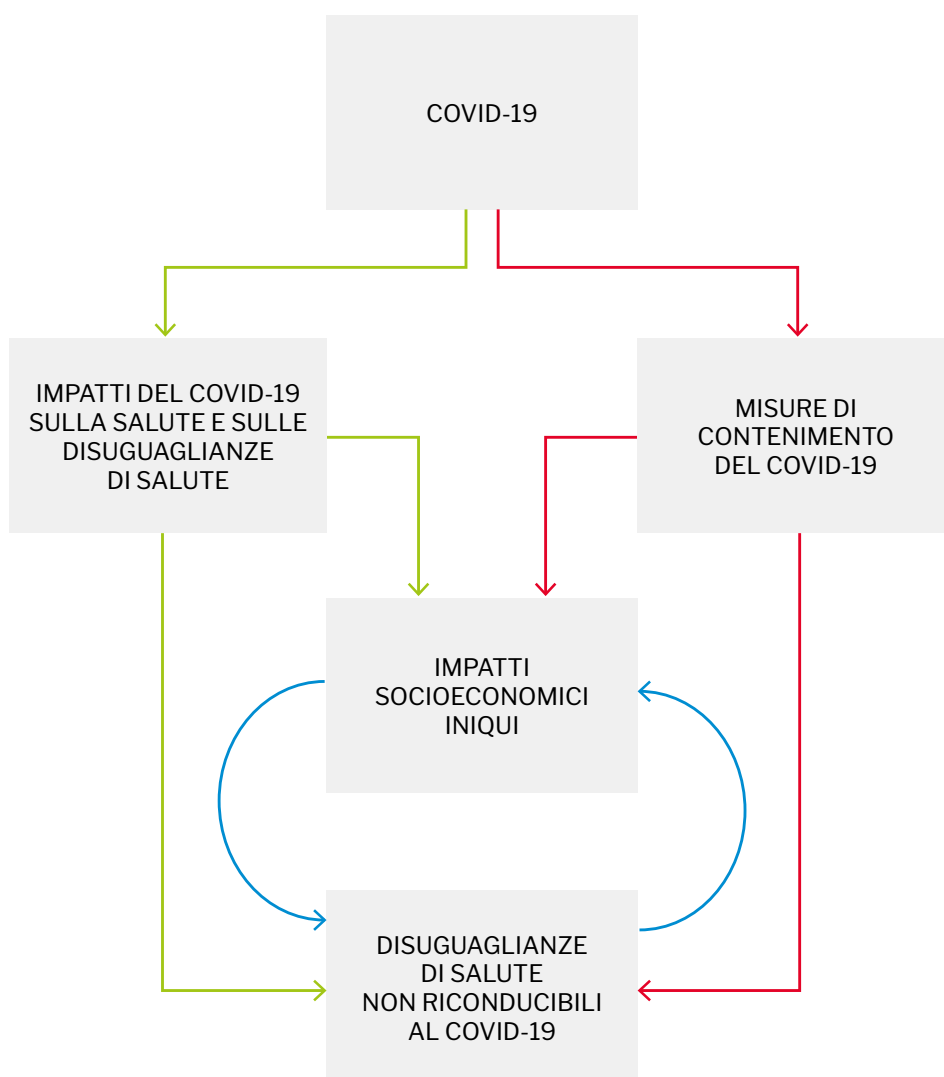 COVID-19
IMPATTI DEL COVID-19
SULLA SALUTE E SULLE
DISUGUAGLIANZE
DI SALUTE
MISURE DI
CONTENIMENTO
DEL COVID-19
IMPATTI
SOCIOECONOMICI
INIQUI
DISUGUAGLIANZE
DI SALUTE
NON RICONDUCIBILI
AL COVID-19